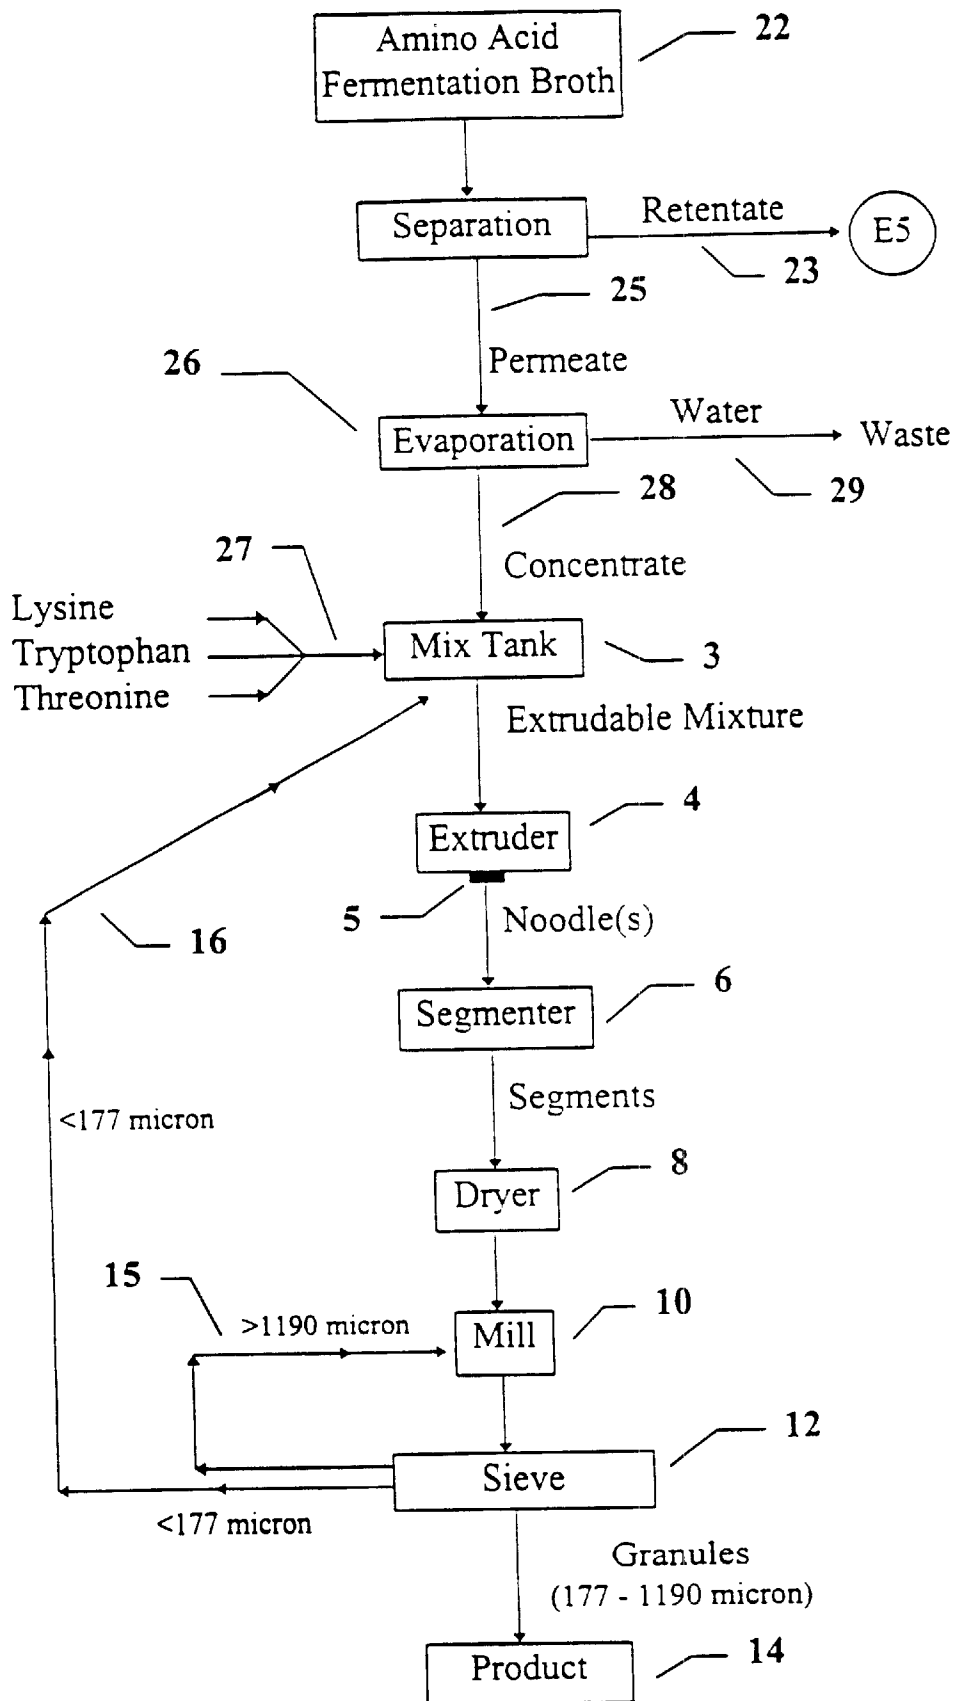 Amino Acid
Fermentation Broth
22
Separation
Retentate
E5
23
25
26
Permeate
Evaporation
Water
Waste
28
29
27
Concentrate
Lysine
Tryptophan
Threonine
Mix Tank
3
Extrudable Mixture
4
Extruder
5
Noodle(s)
16
6
Segmenter
Segments
<177 micron
8
Dryer
15
>1190 micron
10
Mill
12
Sieve
<177 micron
Granules
(177 - 1190 micron)
14
Product